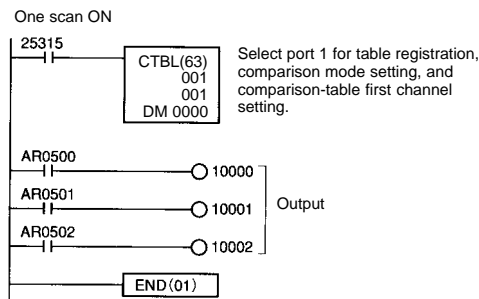 One scan ON
25315
CTBL(63)
001
001
DM 0000
Select port 1 for table registration,
comparison mode setting, and
comparison-table first channel
setting.
AR0500
10000
AR0501
10001
Output
AR0502
10002
END(01)